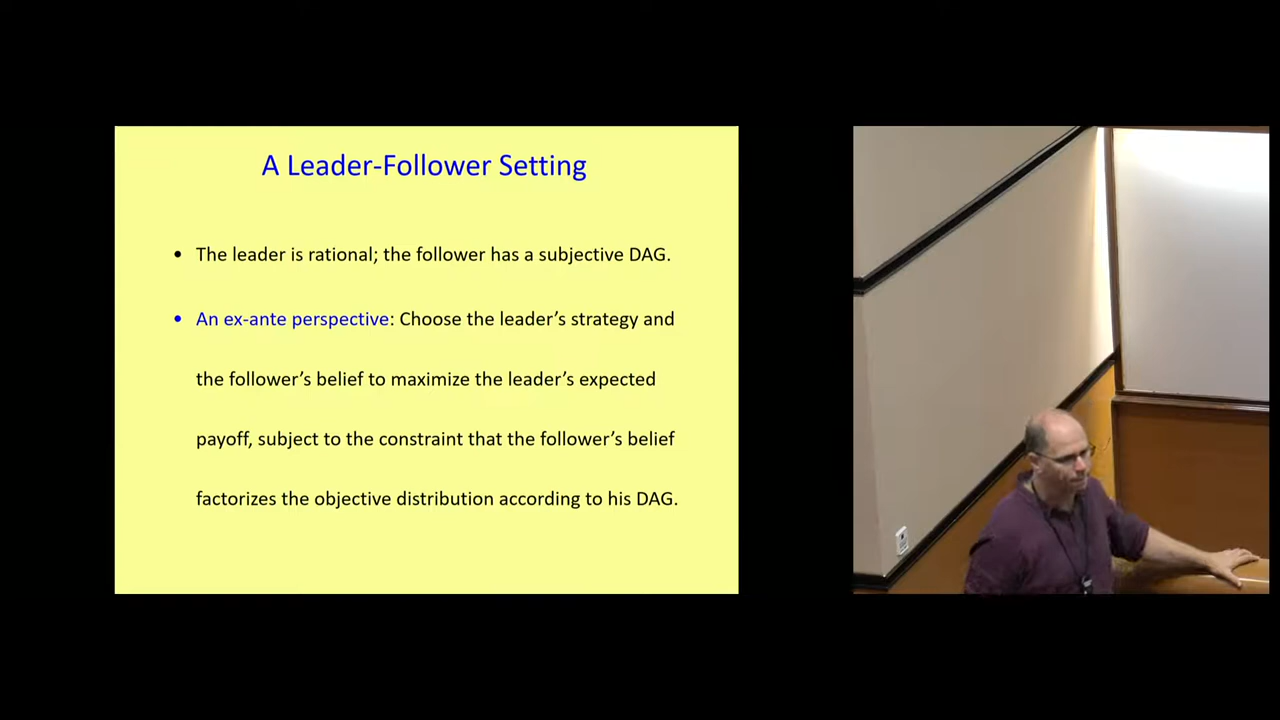 A Leader-Follower Setting
• The leader is rational; the follower has a subjective DAG.
• An ex-ante perspective: Choose the leader's strategy and
the follower's belief to maximize the leader's expected
payoff, subject to the constraint that the follower's belief
factorizes the objective distribution according to his DAG.